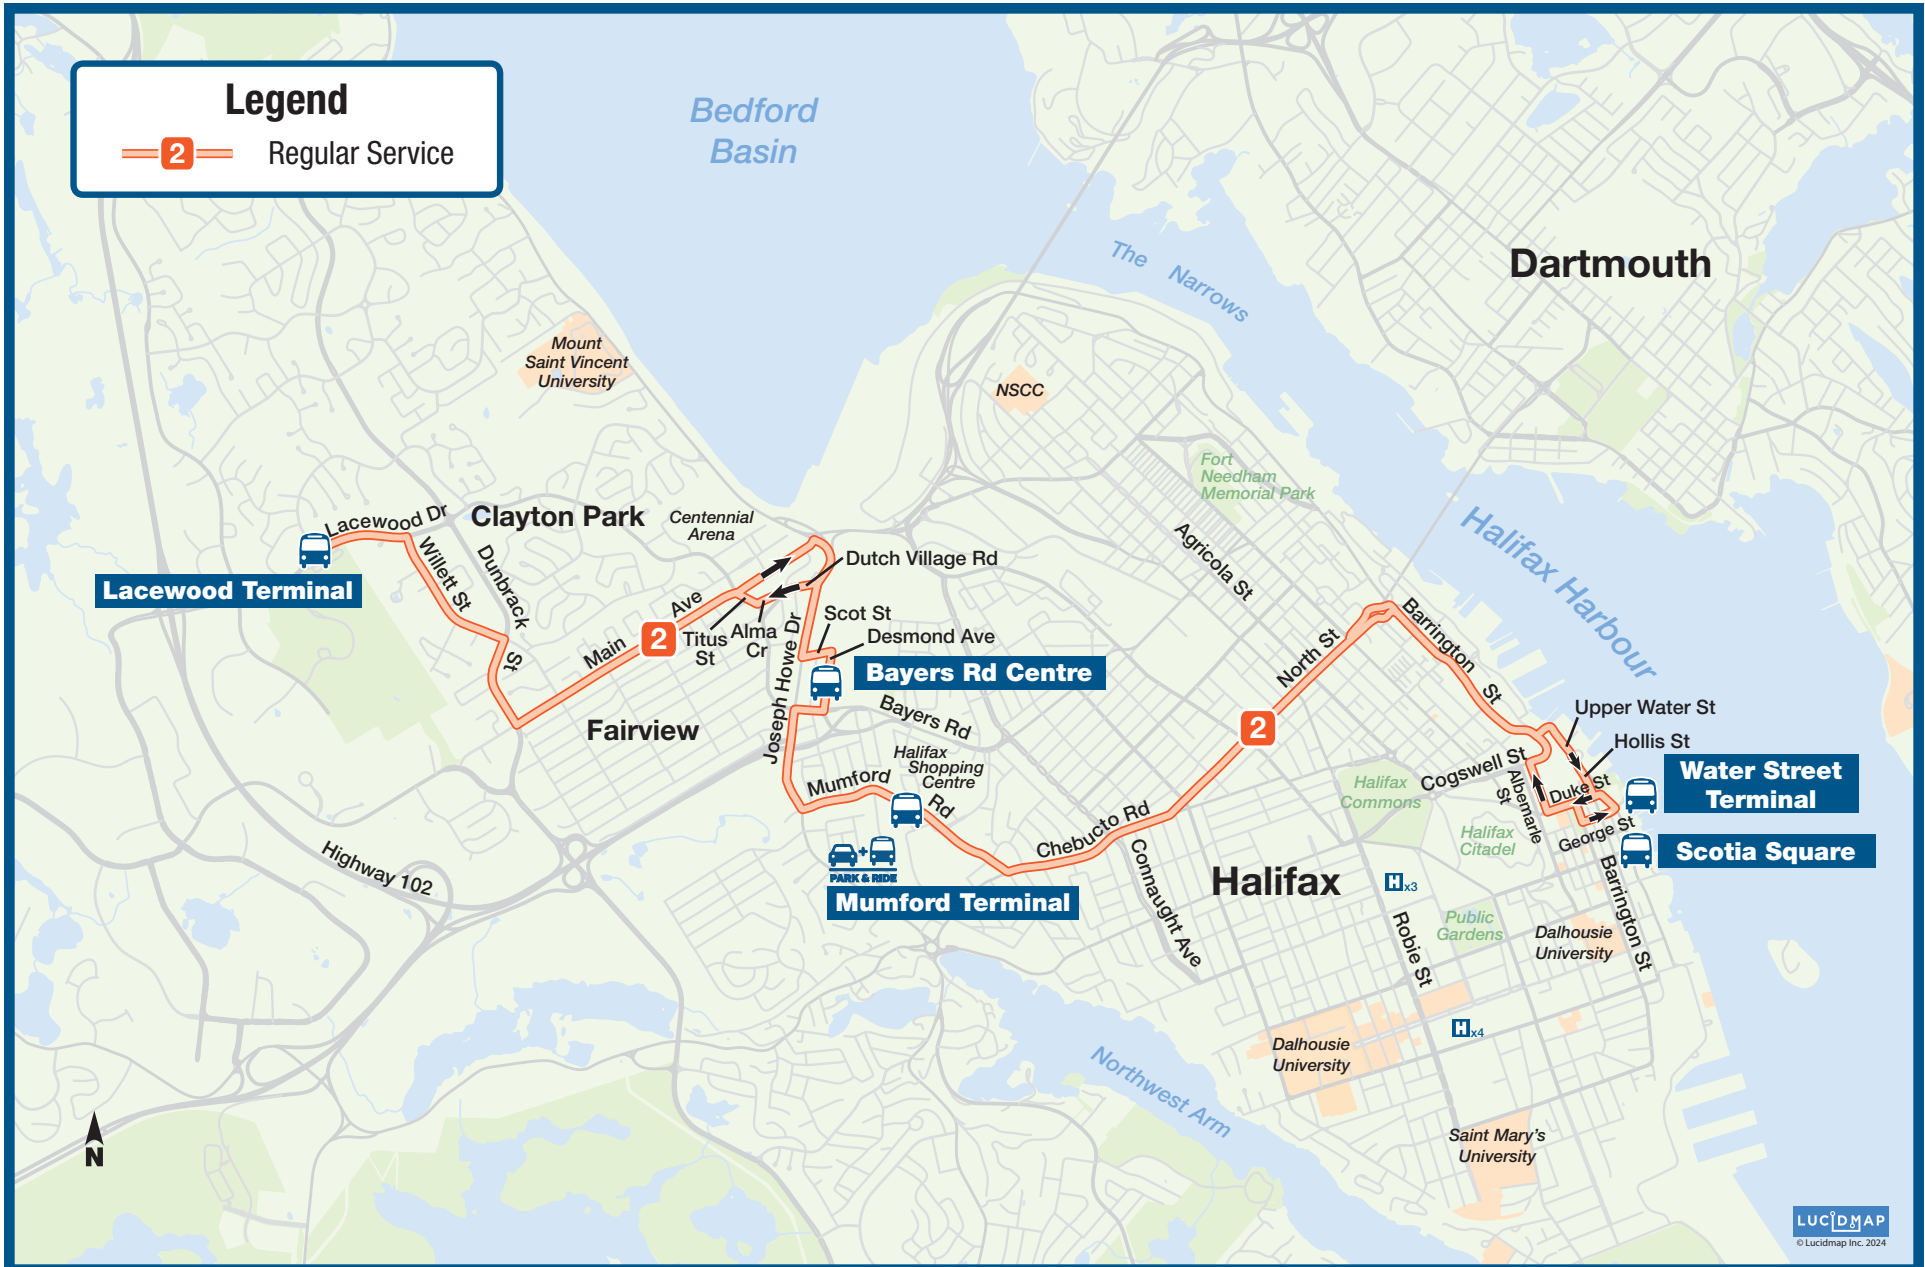 Legend
2 Regular Service
Bedford
Basin
The Narrows
Dartmouth
Mount
Saint Vincent
University
NSCC
Fort
Needham
Memorial Park
Halifax Harbour
Lacewood Dr
Clayton Park
Centennial
Arena
Willett St
Dunbrack
St
Lacewood Terminal
Dutch Village Rd
Agricola St
Main
Ave
2
Titus
St
Alma
Cr
Scot St
Desmond Ave
Joseph Howe Dr
Bayers Rd Centre
Bayers Rd
Fairview
North St
Barrington
St
2
Upper Water St
Hollis St
Halifax
Shopping
Centre
Mumford
Rd
Cogswell St
Albemarle
St
Duke St
George St
Water Street
Terminal
Scotia Square
Halifax
Commons
Halifax
Citadel
Chebucto Rd
Connaught Ave
Highway 102
+
PARK & RIDE
Mumford Terminal
Halifax
H x3
Robie St
Public
Gardens
Dalhousie
University
Barrington St
H x4
Dalhousie
University
Northwest Arm
Saint Mary's
University
N
LUCIDMAP
© Lucidmap Inc. 2024